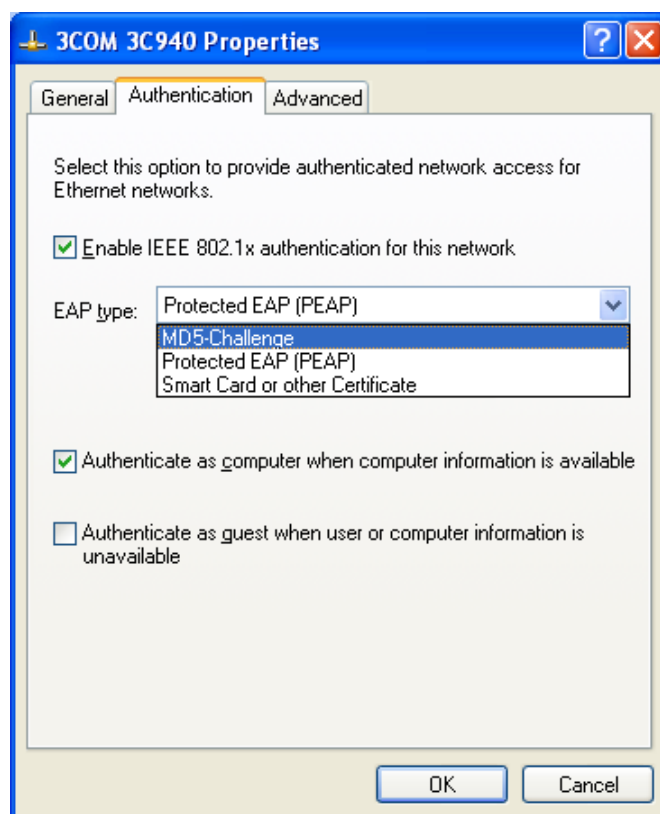 3COM 3C940 Properties
General Authentication Advanced
Select this option to provide authenticated network access for
Ethernet networks.
Enable IEEE 802.1x authentication for this network
EAP type: Protected EAP (PEAP)
MD5-Challenge
Protected EAP (PEAP)
Smart Card or other Certificate
Authenticate as computer when computer information is available
Authenticate as guest when user or computer information is
unavailable
OK Cancel